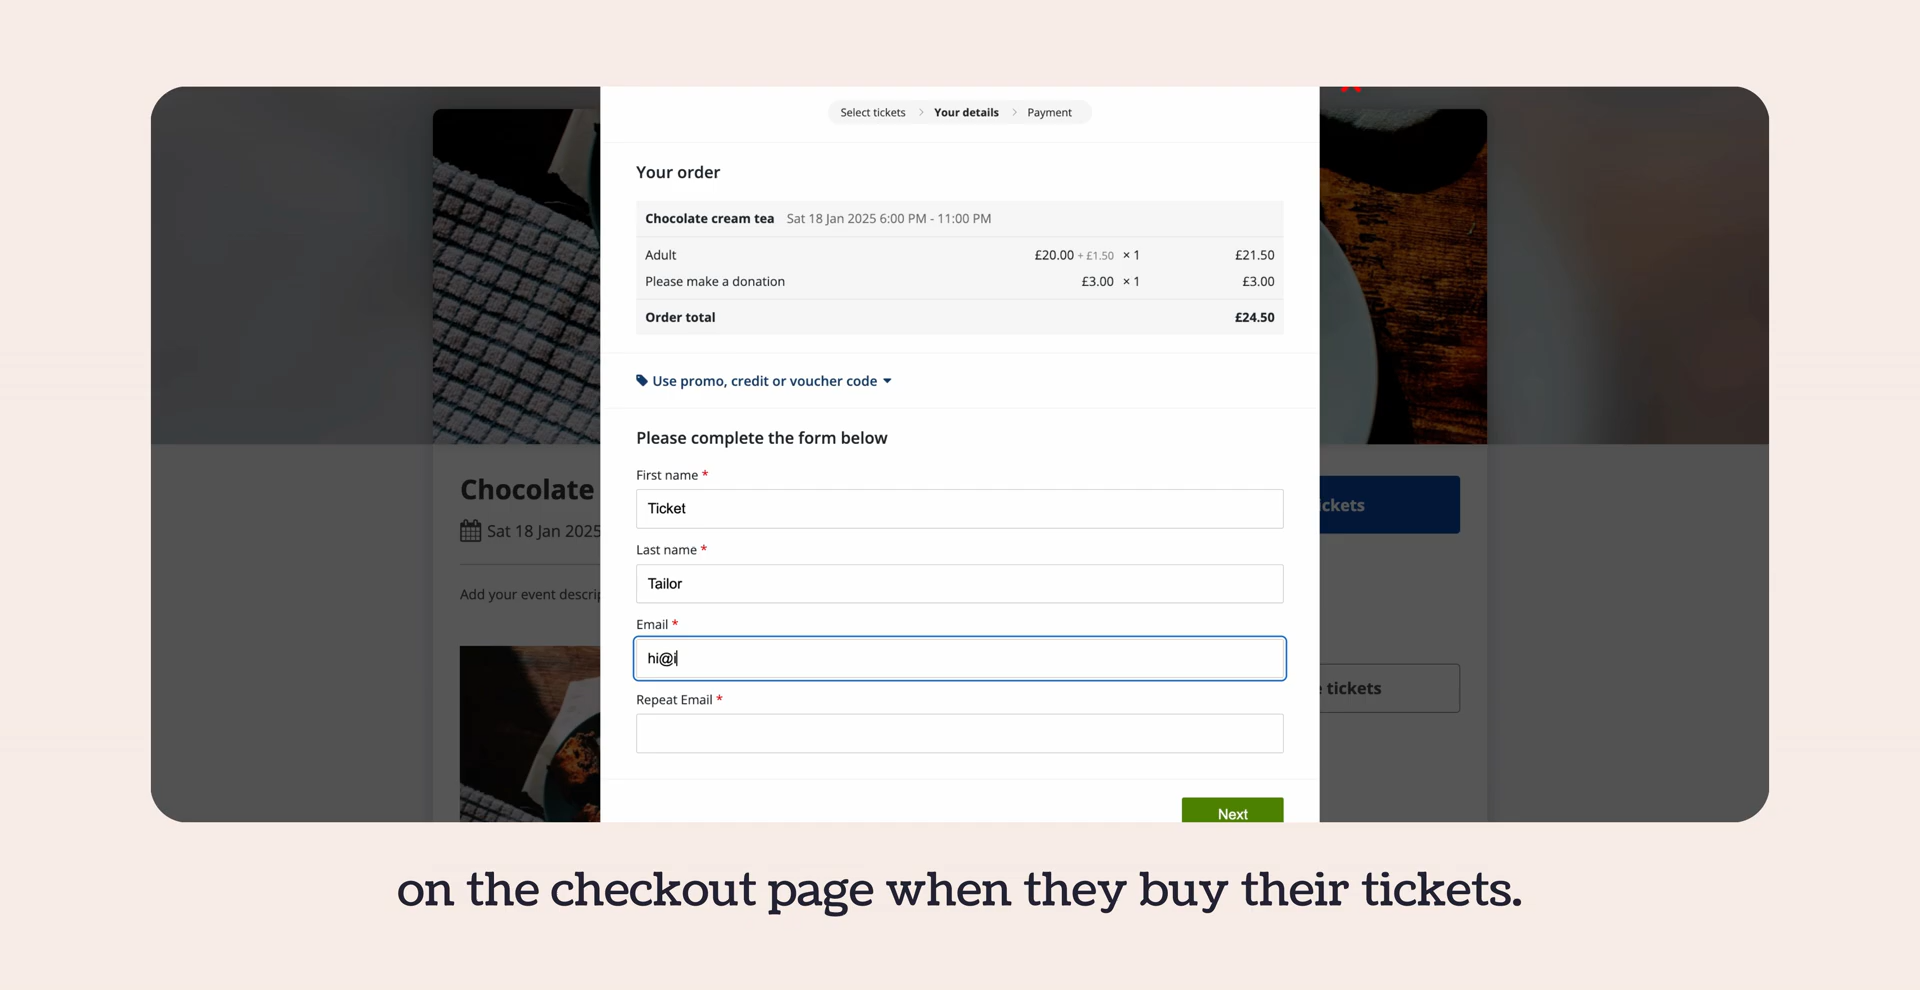 Select tickets > Your details > Payment
Your order
Chocolate cream tea Sat 18 Jan 2025 6:00 PM - 11:00 PM
Adult £20.00 + £1.50 × 1 £21.50
Please make a donation £3.00 × 1 £3.00
Order total £24.50
Use promo, credit or voucher code
Please complete the form below
First name *
Ticket
Last name *
Tailor
Email *
hi@i
Repeat Email *
Next
Chocolate
Sat 18 Jan 2025
Add your event
tickets
on the checkout page when they buy their tickets.